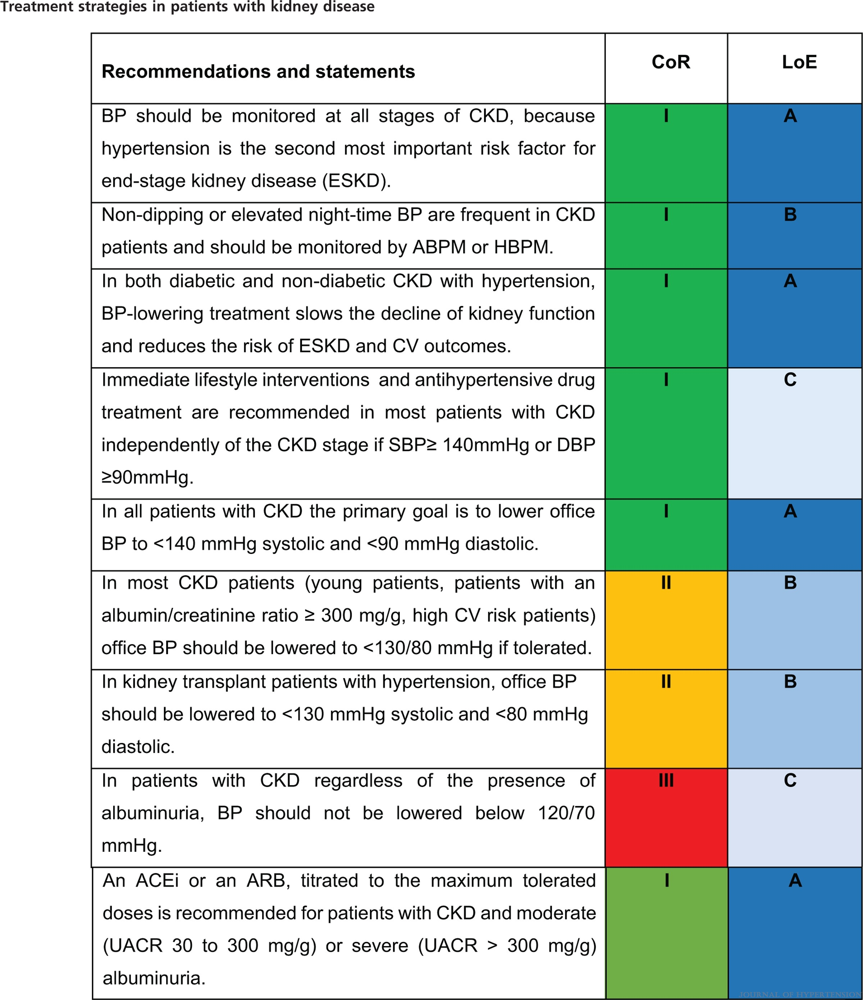 Treatment strategies in patients with kidney disease
Recommendations and statements CoR LoE
BP should be monitored at all stages of CKD, because I A
hypertension is the second most important risk factor for
end-stage kidney disease (ESKD).
Non-dipping or elevated night-time BP are frequent in CKD I B
patients and should be monitored by ABPM or HBPM.
In both diabetic and non-diabetic CKD with hypertension, I A
BP-lowering treatment slows the decline of kidney function
and reduces the risk of ESKD and CV outcomes.
Immediate lifestyle interventions and antihypertensive drug I C
treatment are recommended in most patients with CKD
independently of the CKD stage if SBP≥ 140mmHg or DBP
≥90mmHg.
In all patients with CKD the primary goal is to lower office I A
BP to <140 mmHg systolic and <90 mmHg diastolic.
In most CKD patients (young patients, patients with an II B
albumin/creatinine ratio ≥ 300 mg/g, high CV risk patients)
office BP should be lowered to <130/80 mmHg if tolerated.
In kidney transplant patients with hypertension, office BP II B
should be lowered to <130 mmHg systolic and <80 mmHg
diastolic.
In patients with CKD regardless of the presence of III C
albuminuria, BP should not be lowered below 120/70
mmHg.
An ACEi or an ARB, titrated to the maximum tolerated I A
doses is recommended for patients with CKD and moderate
(UACR 30 to 300 mg/g) or severe (UACR > 300 mg/g)
albuminuria.
JOURNAL OF HYPERTENSION